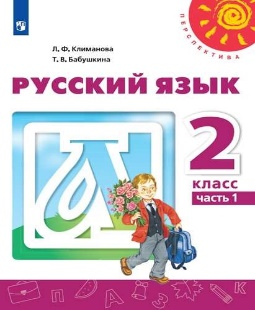 ПЕРСПЕКТИВА
Л. Ф. Климанова
Т. В. Бабушкина
РУССКИЙ ЯЗЫК
2
КЛАСС
часть 1
Л
П А З К